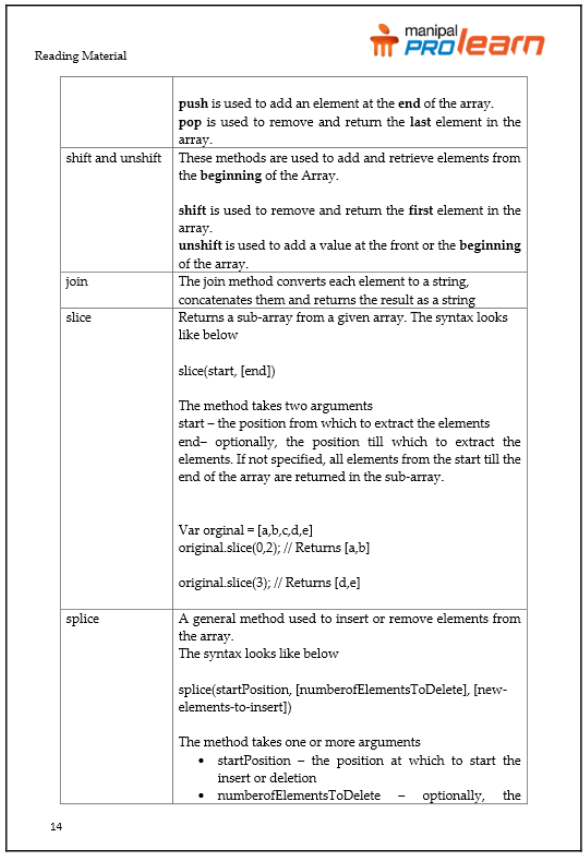 manipal
PROlearn
Reading Material
push is used to add an element at the end of the array.
pop is used to remove and return the last element in the
array.
shift and unshift
These methods are used to add and retrieve elements from
the beginning of the Array.
shift is used to remove and return the first element in the
array.
unshift is used to add a value at the front or the beginning
of the array.
join
The join method converts each element to a string,
concatenates them and returns the result as a string
slice
Returns a sub-array from a given array. The syntax looks
like below
slice(start, [end])
The method takes two arguments
start – the position from which to extract the elements
end– optionally, the position till which to extract the
elements. If not specified, all elements from the start till the
end of the array are returned in the sub-array.
Var orginal = [a,b,c,d,e]
original.slice(0,2); // Returns [a,b]
original.slice(3); // Returns [d,e]
splice
A general method used to insert or remove elements from
the array.
The syntax looks like below
splice(startPosition, [numberofElementsToDelete], [new-
elements-to-insert])
The method takes one or more arguments
• startPosition – the position at which to start the
insert or deletion
• numberofElementsToDelete – optionally, the
14